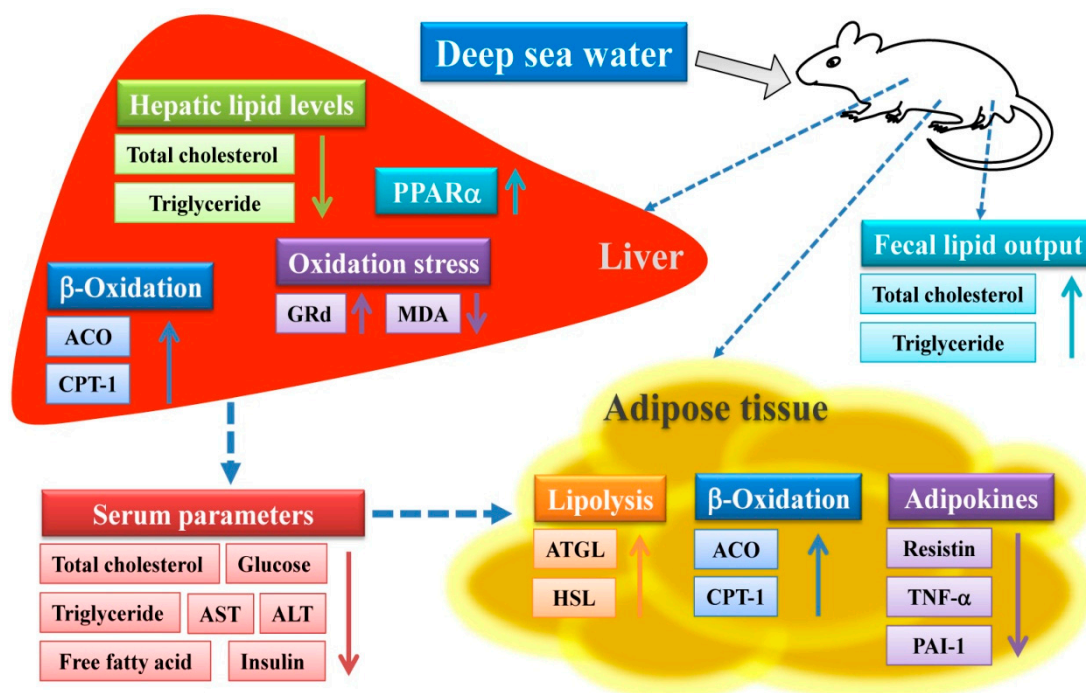 Deep sea water
Hepatic lipid levels
Total cholesterol
Triglyceride
PPARα
Oxidation stress
GRd
MDA
Liver
β-Oxidation
ACO
CPT-1
Fecal lipid output
Total cholesterol
Triglyceride
Serum parameters
Total cholesterol
Glucose
Triglyceride
AST
ALT
Free fatty acid
Insulin
Adipose tissue
Lipolysis
ATGL
HSL
β-Oxidation
ACO
CPT-1
Adipokines
Resistin
TNF-α
PAI-1